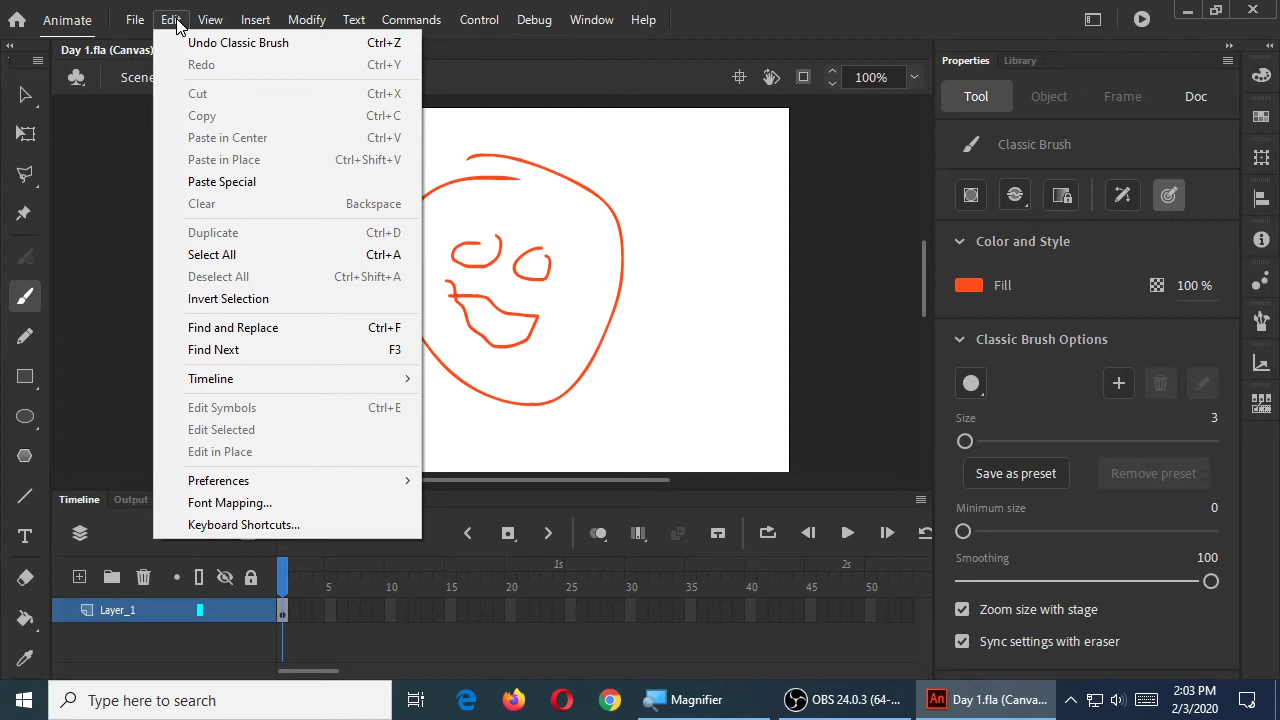 Animate File Edit View Insert Modify Text Commands Control Debug Window Help
Day 1.fla (Canvas)
Scene
100%
Undo Classic Brush Ctrl+Z
Redo Ctrl+Y
Cut Ctrl+X
Copy Ctrl+C
Paste in Center Ctrl+V
Paste in Place Ctrl+Shift+V
Paste Special
Clear Backspace
Duplicate Ctrl+D
Select All Ctrl+A
Deselect All Ctrl+Shift+A
Invert Selection
Find and Replace Ctrl+F
Find Next F3
Timeline
Edit Symbols Ctrl+E
Edit Selected
Edit in Place
Preferences
Font Mapping...
Keyboard Shortcuts...
Properties Library
Tool Object Frame Doc
Classic Brush
Color and Style
Fill 100 %
Classic Brush Options
Size 3
Save as preset Remove preset
Minimum size 0
Smoothing 100
Zoom size with stage
Sync settings with eraser
Timeline Output
1s 2s
5 10 15 20 25 30 35 40 45 50
Layer_1
Type here to search
Magnifier
OBS 24.0.3 (64-...
An Day 1.fla (Canva...
2:03 PM
2/3/2020